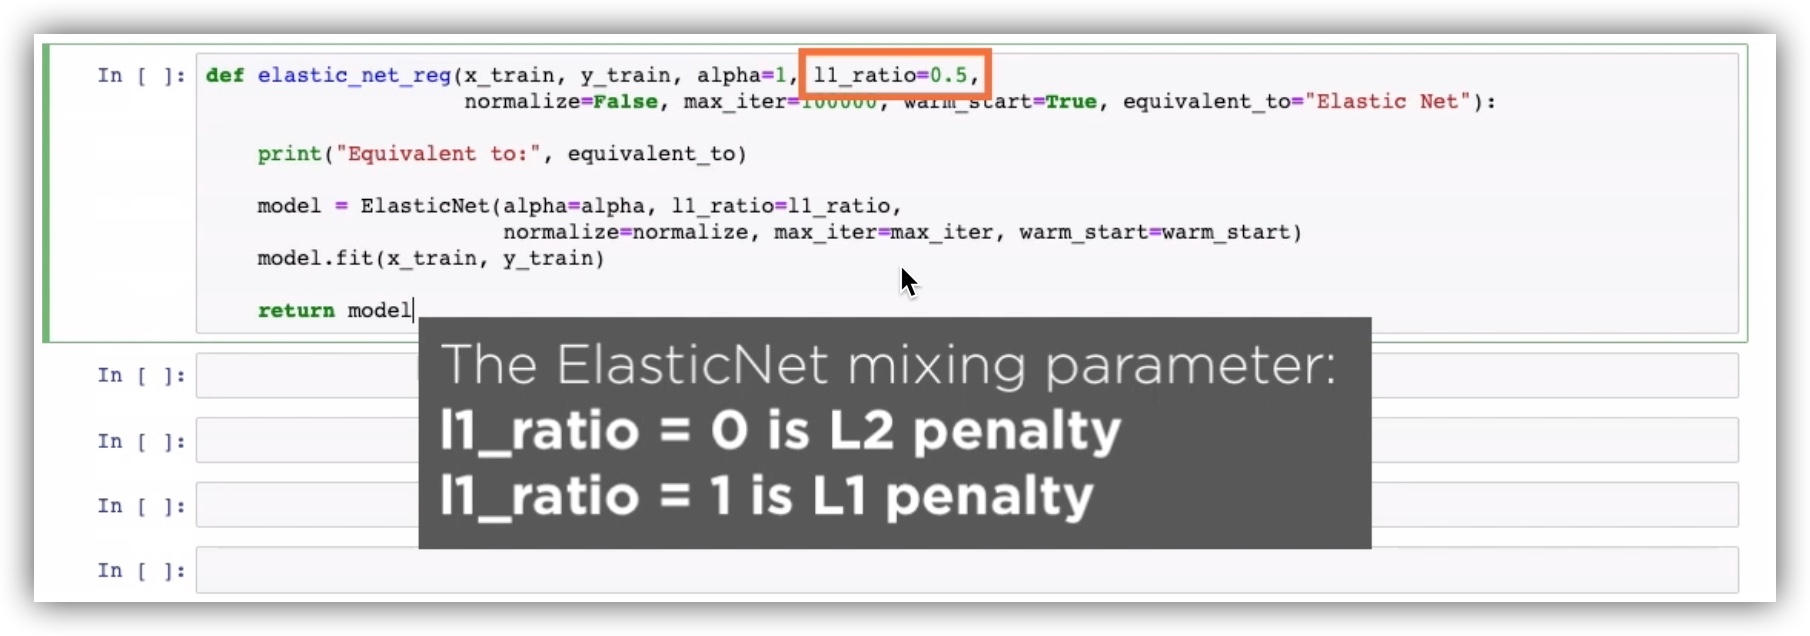 In [ ]: def elastic_net_reg(x_train, y_train, alpha=1, l1_ratio=0.5,
normalize=False, max_iter=100000, warm_start=True, equivalent_to="Elastic Net"):
print("Equivalent to:", equivalent_to)
model = ElasticNet(alpha=alpha, l1_ratio=l1_ratio,
normalize=normalize, max_iter=max_iter, warm_start=warm_start)
model.fit(x_train, y_train)
return model
The ElasticNet mixing parameter:
l1_ratio = 0 is L2 penalty
l1_ratio = 1 is L1 penalty
In [ ]:
In [ ]:
In [ ]:
In [ ]: